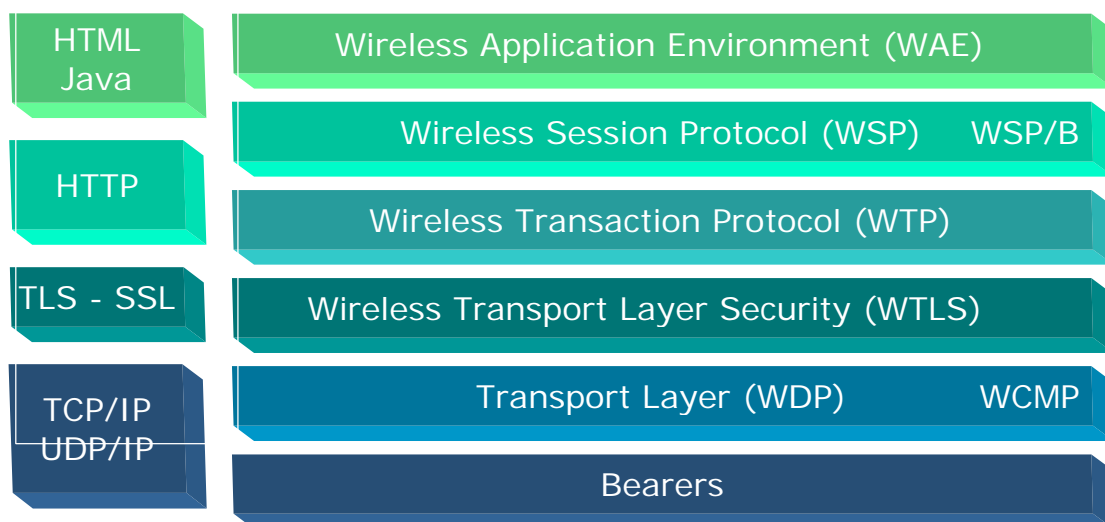 HTML
Java
HTTP
TLS - SSL
TCP/IP
UDP/IP
Wireless Application Environment (WAE)
Wireless Session Protocol (WSP) WSP/B
Wireless Transaction Protocol (WTP)
Wireless Transport Layer Security (WTLS)
Transport Layer (WDP) WCMP
Bearers